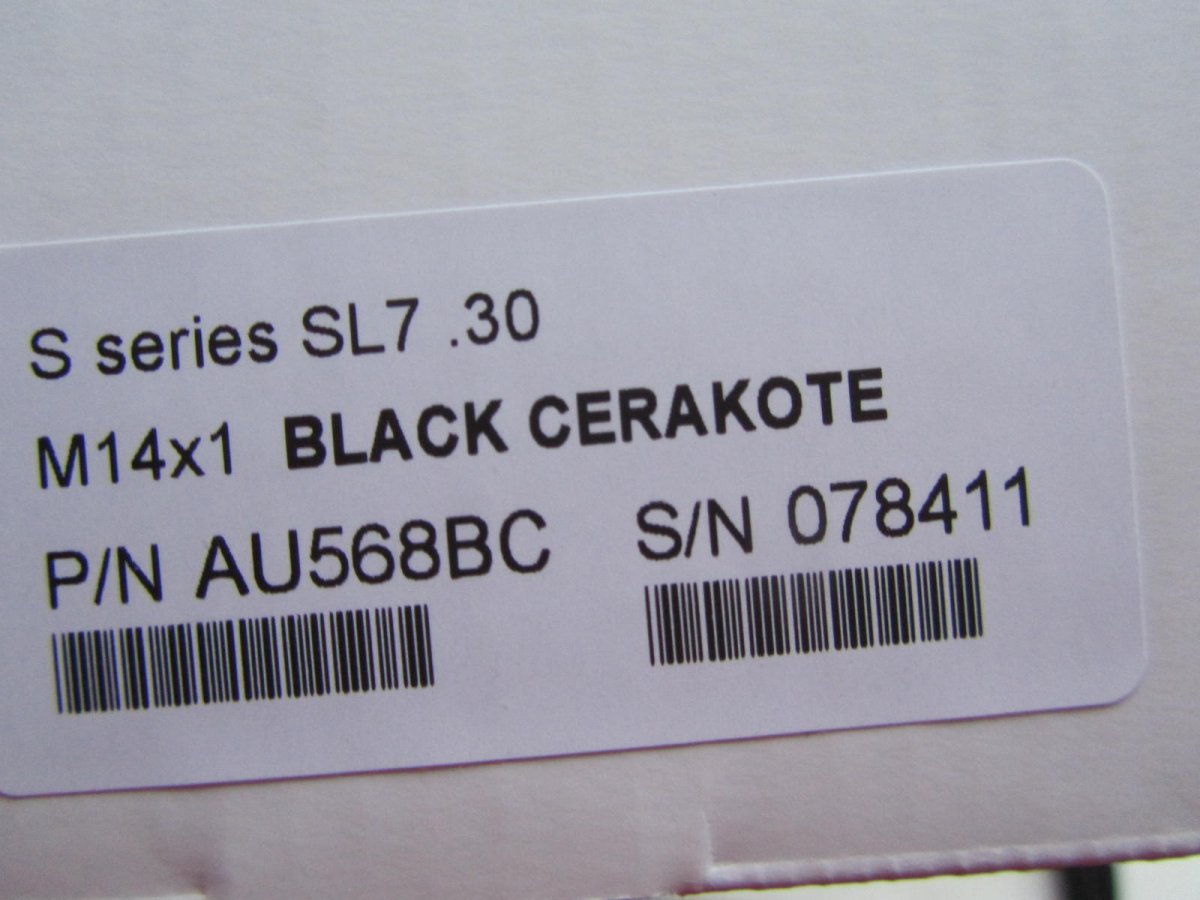 S series SL7 .30
M14x1 BLACK CERAKOTE
P/N AU568BC S/N 078411